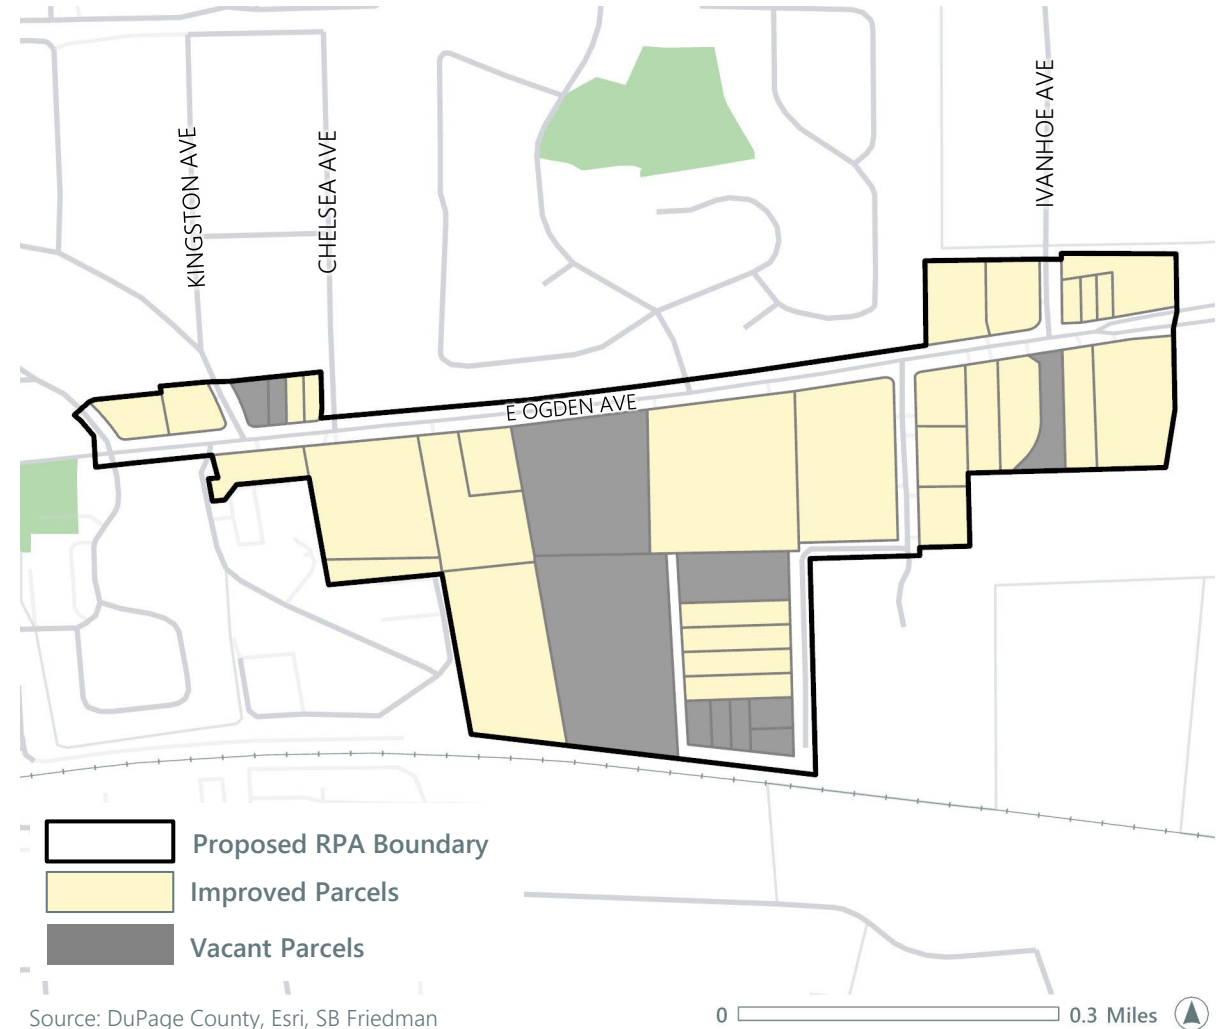 KINGSTON AVE
CHELSEA AVE
IVANHOE AVE
E OGDEN AVE
Proposed RPA Boundary
Improved Parcels
Vacant Parcels
Source: DuPage County, Esri, SB Friedman
0 0.3 Miles